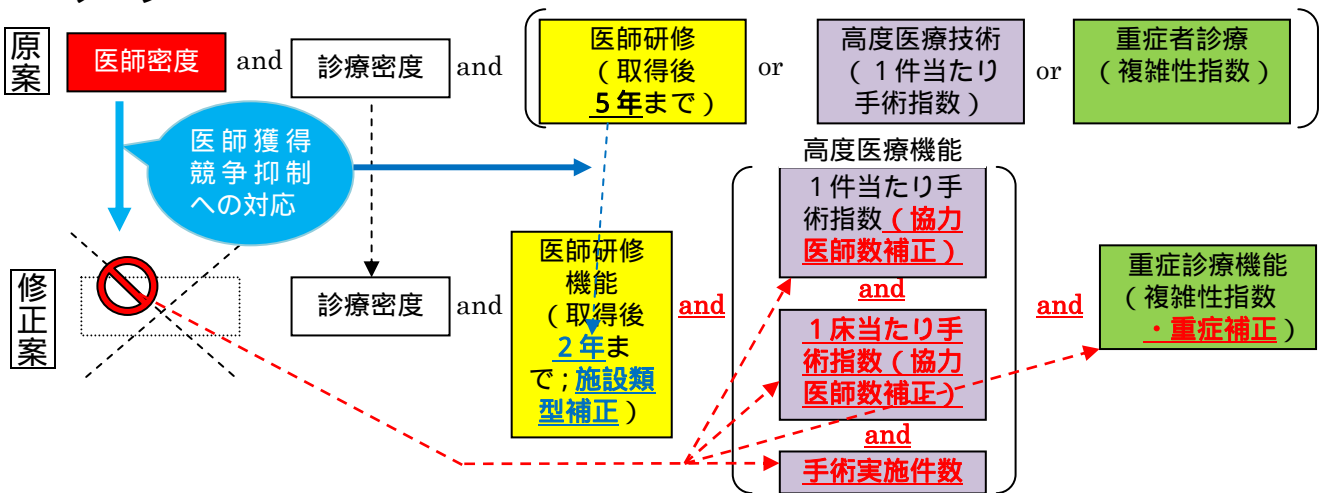 原案
医師密度
and
診療密度
and
医師研修
（取得後
５年まで）
or
高度医療技術
（１件当たり
手術指数）
or
重症者診療
（複雑性指数）
医師獲得
競争抑制
への対応
高度医療機能
修正案
診療密度
and
医師研修
機能
（取得後
２年ま
で；施設類
型補正）
and
１件当たり手
術指数（協力
医師数補正）
and
１床当たり手
術指数（協力
医師数補正）
and
手術実施件数
and
重症診療機能
（複雑性指数
・重症補正）